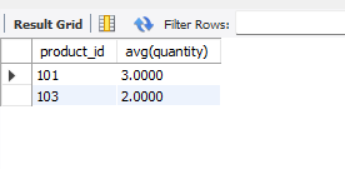 Result Grid Filter Rows:
product_id avg(quantity)
101 3.0000
103 2.0000